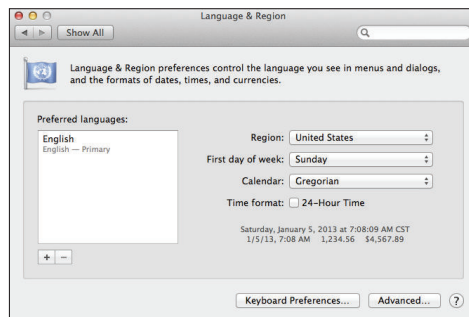 Language & Region
Show All
Language & Region preferences control the language you see in menus and dialogs,
and the formats of dates, times, and currencies.
Preferred languages:
English
English — Primary
Region: United States
First day of week: Sunday
Calendar: Gregorian
Time format: 24-Hour Time
Saturday, January 5, 2013 at 7:08:09 AM CST
1/5/13, 7:08 AM 1,234.56 $4,567.89
+ −
Keyboard Preferences... Advanced... ?